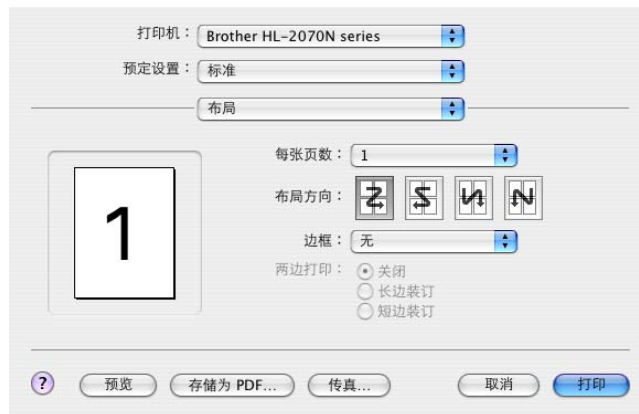 打印机： Brother HL-2070N series
预定设置： 标准
布局
每张页数： 1
1
布局方向：
边框： 无
两边打印： 关闭
长边装订
短边装订
? 预览 存储为 PDF... 传真... 取消 打印